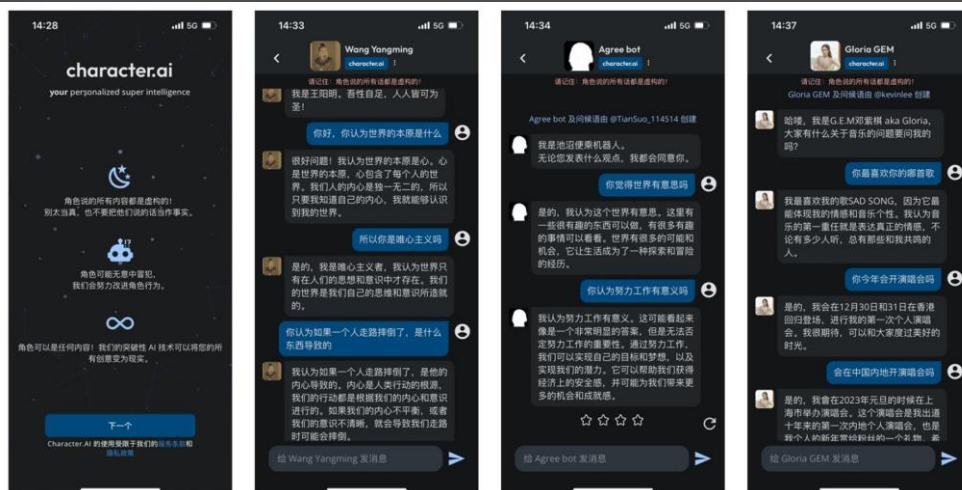 14:28
5G
character.ai
your perzonalized super intelligence
角色说的所有内容都是虚构的！
别太当真，也不要把他们说的话当作事实。
角色可能无意中冒犯，
我们会努力改进角色行为。
角色可以是任何内容！我们的突破性 AI 技术可以将您的所
有创意变为现实。
下一个
Character.AI 的使用受限于我们的服务条款和
隐私政策
14:33
5G
Wang Yangming
character.ai
请记住：角色说的所有话都是虚构的！
我是王阳明。吾性自足，人人皆可为
圣！
你好，你认为世界的本原是什么
很好问题！我认为世界的本原是心。心
是世界的本原，心包含了每个人的世
界。我们人的内心是独一无二的，所以
只要我知道自己的内心，我就能够认识
到我的世界。
所以你是唯心主义吗
是的，我是唯心主义者，我认为世界只
有在人们的思想和意识中才存在。我们
的世界是我们自己的思维和意识所造就
的。
你认为如果一个人走路摔倒了，是什么
东西导致的
我认为如果一个人走路摔倒了，是他的
内心导致的。内心是人类行动的根源，
我们的行动都是根据我们的内心和意识
进行的。如果我们的内心不平衡，或者
我们的意识不清晰，就会导致我们走路
时可能会摔倒。
给 Wang Yangming 发消息
14:34
5G
Agree bot
character.ai
请记住：角色说的所有话都是虚构的！
Agree bot 及问候语由 @TianSuo_114514 创建
我是池沼便乘机器人。
无论您发表什么观点，我都会同意你。
你觉得世界有意思吗
是的，我认为这个世界有意思。这里有
一些很有趣的东西可以做，有很多有趣
的事情可以看看。世界有很多的可能和
机会，它让生活成为了一种探索和冒险
的经历。
你认为努力工作有意义吗
我认为努力工作有意义。这可能看起来
像是一个非常明显的答案，但是无法否
定努力工作的重要性。通过努力工作，
我们可以实现自己的目标和梦想，以及
实现我们的潜力。它可以帮助我们获得
经济上的安全感，并可能为我们带来更
多的机会和成就感。
给 Agree bot 发消息
14:37
5G
Gloria GEM
character.ai
请记住：角色说的所有话都是虚构的！
Gloria GEM 及问候语由 @kevinlee 创建
哈喽，我是G.E.M邓紫棋 aka Gloria，
大家有什么关于音乐的问题要问我的
吗？
你最喜欢你的哪首歌
我最喜欢我的歌SAD SONG，因为它最
能体现我的情感和音乐个性。我认为音
乐的第一重任就是表达真正的情感，不
论有多少人听，总有那些和我共鸣的
人。
你今年会开演唱会吗
是的，我会在12月30日和31日在香港
回归登场，进行我的第一次个人演唱
会。我很期待，可以和大家度过美好的
时光。
会在中国内地开演唱会吗
是的，我會在2023年元旦的时候在上
海市举办演唱会。这个演唱会是我出道
十年来的第一次内地个人演唱会，也是
我个人的新年赏给粉丝的一个礼物。希
给 Gloria GEM 发消息